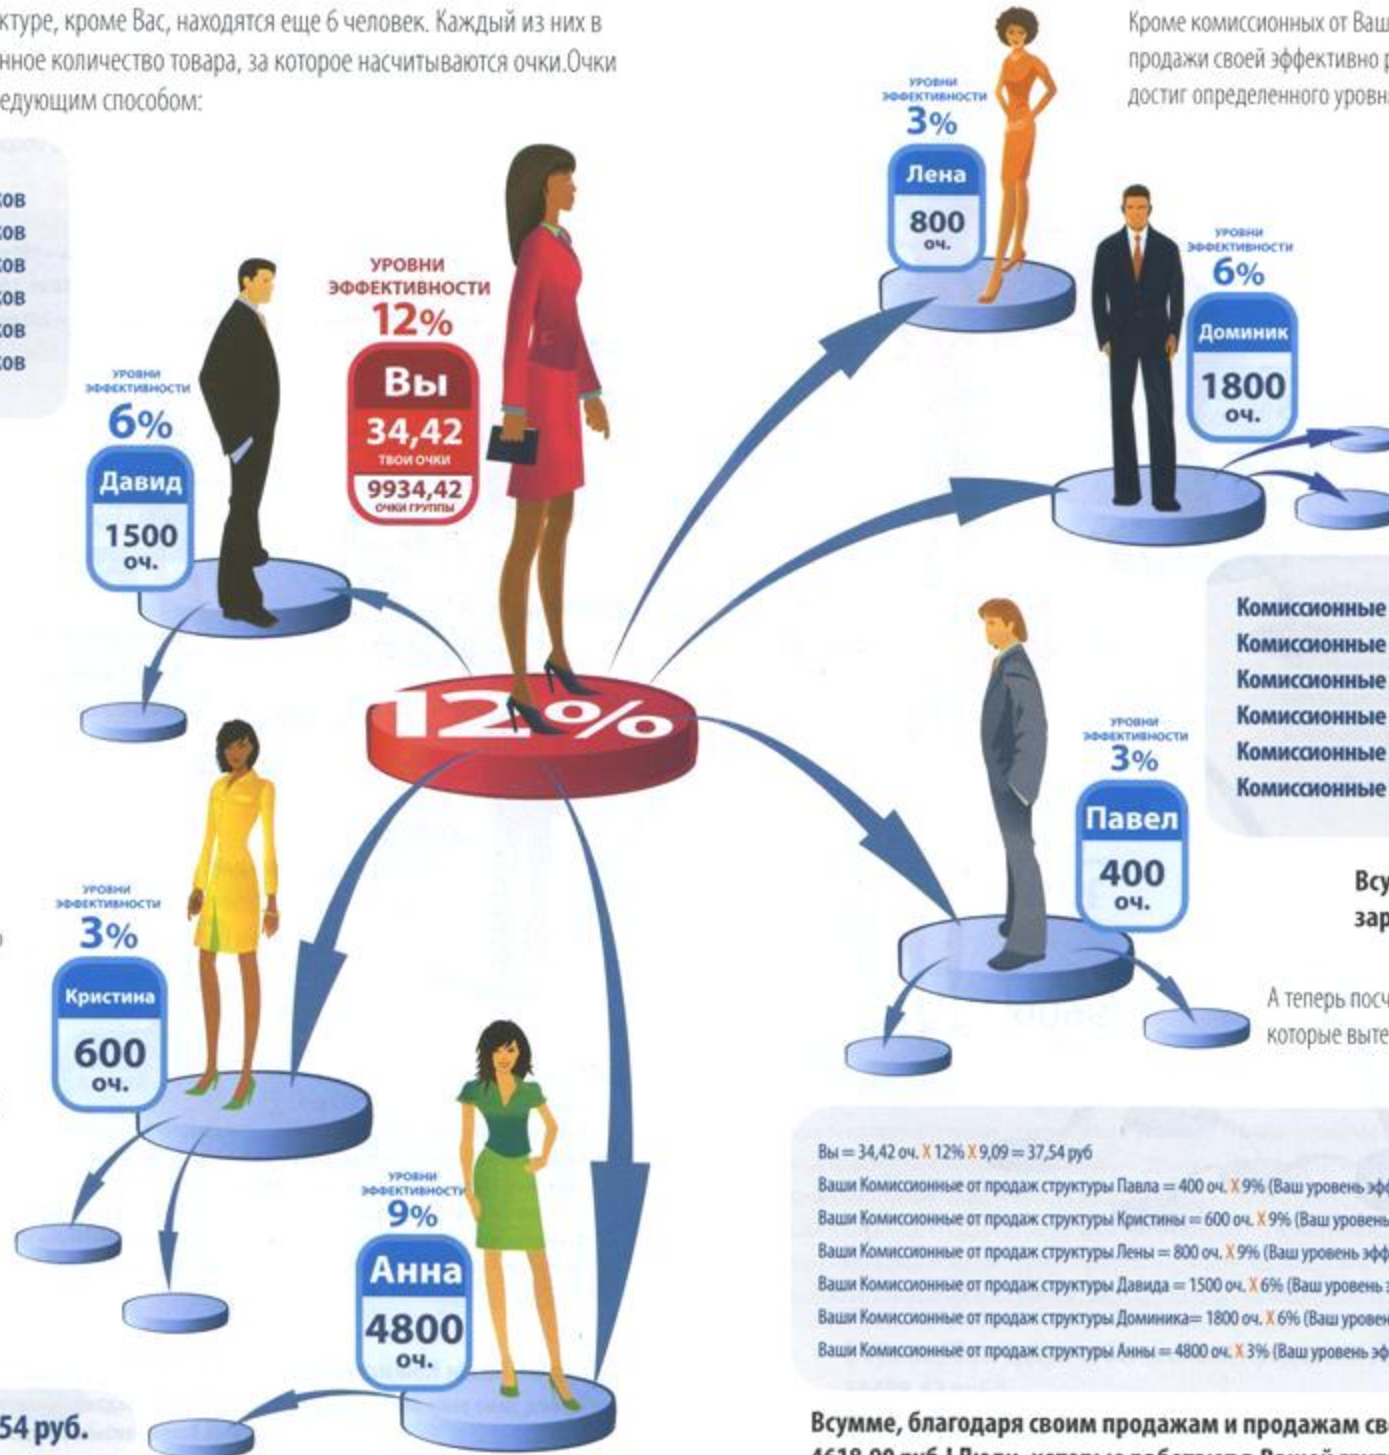 ктуре, кроме Вас, находятся еще 6 человек. Каждый из них в
нное количество товара, за которое насчитываются очки.Очки
едующим способом:
Кроме комиссионных от Ваш
продажи своей эффективно р
достиг определенного уровн
ков
ков
ков
ков
ков
ков
УРОВНИ
ЭФФЕКТИВНОСТИ
3%
Лена
800
оч.
УРОВНИ
ЭФФЕКТИВНОСТИ
6%
Доминик
1800
оч.
УРОВНИ
ЭФФЕКТИВНОСТИ
12%
Вы
34,42
ТВОИ ОЧКИ
9934,42
ОЧКИ ГРУППЫ
УРОВНИ
ЭФФЕКТИВНОСТИ
6%
Давид
1500
оч.
12%
Комиссионные
Комиссионные
Комиссионные
Комиссионные
Комиссионные
Комиссионные
УРОВНИ
ЭФФЕКТИВНОСТИ
3%
Павел
400
оч.
Всу
зар
УРОВНИ
ЭФФЕКТИВНОСТИ
3%
Кристина
600
оч.
А теперь посч
которые выте
УРОВНИ
ЭФФЕКТИВНОСТИ
9%
Анна
4800
оч.
Вы = 34,42 оч. X 12% X 9,09 = 37,54 руб
Ваши Комиссионные от продаж структуры Павла = 400 оч. X 9% (Ваш уровень эфф
Ваши Комиссионные от продаж структуры Кристины = 600 оч. X 9% (Ваш уровень
Ваши Комиссионные от продаж структуры Лены = 800 оч. X 9% (Ваш уровень эфф
Ваши Комиссионные от продаж структуры Давида = 1500 оч. X 6% (Ваш уровень э
Ваши Комиссионные от продаж структуры Доминика= 1800 оч. X 6% (Ваш уровен
Ваши Комиссионные от продаж структуры Анны = 4800 оч. X 3% (Ваш уровень эф
54 руб.
Всумме, благодаря своим продажам и продажам св